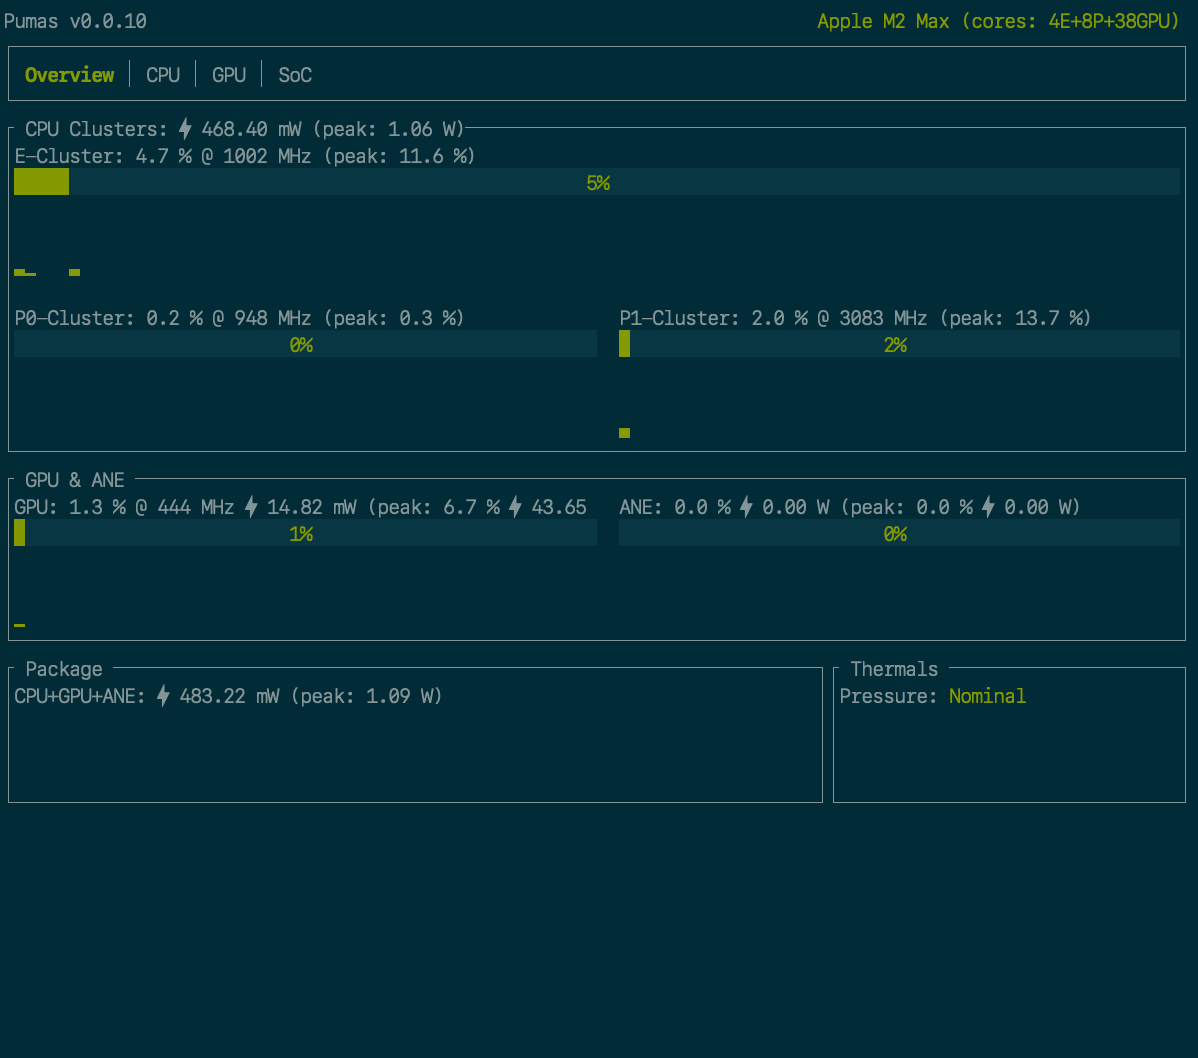 Pumas v0.0.10 Apple M2 Max (cores: 4E+8P+38GPU)
Overview │ CPU │ GPU │ SoC
CPU Clusters: ⚡ 468.40 mW (peak: 1.06 W)
E-Cluster: 4.7 % @ 1002 MHz (peak: 11.6 %)
5%
P0-Cluster: 0.2 % @ 948 MHz (peak: 0.3 %) P1-Cluster: 2.0 % @ 3083 MHz (peak: 13.7 %)
0% 2%
GPU & ANE
GPU: 1.3 % @ 444 MHz ⚡ 14.82 mW (peak: 6.7 % ⚡ 43.65 ANE: 0.0 % ⚡ 0.00 W (peak: 0.0 % ⚡ 0.00 W)
1% 0%
Package Thermals
CPU+GPU+ANE: ⚡ 483.22 mW (peak: 1.09 W) Pressure: Nominal